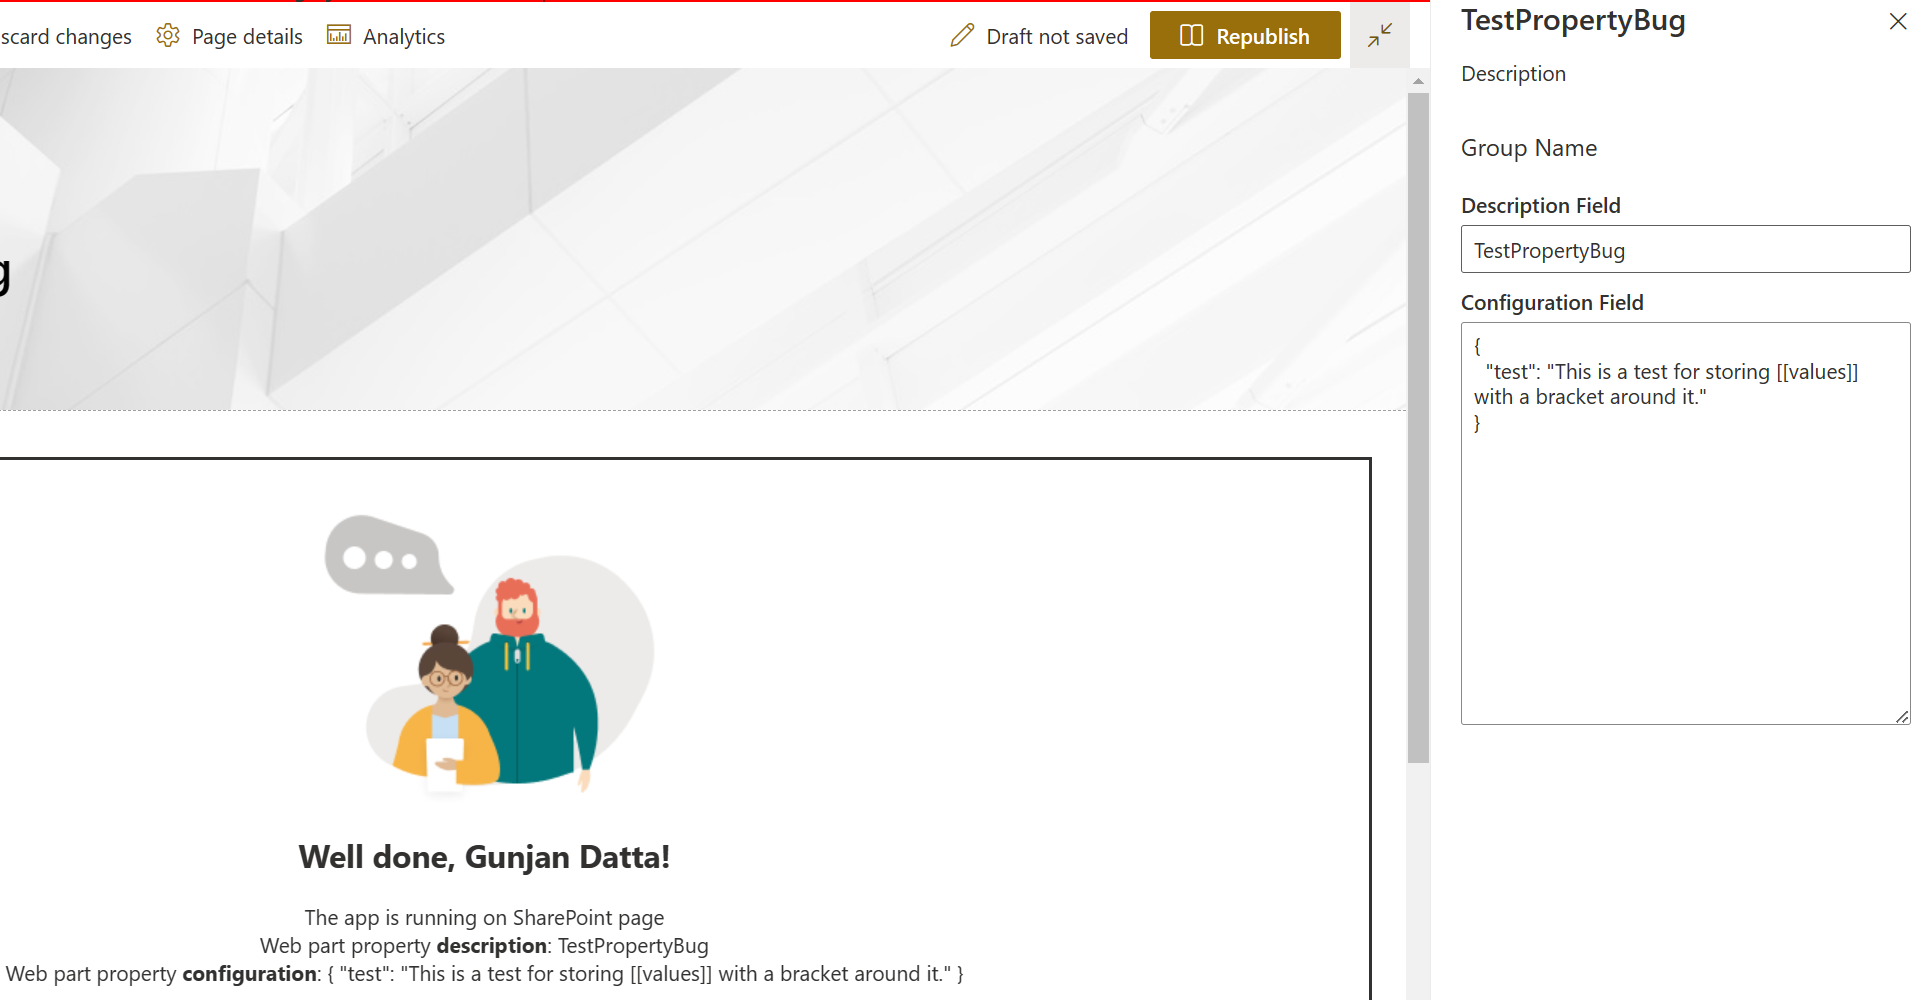 scard changes
Page details
Analytics
Draft not saved
Republish
TestPropertyBug
Description
Group Name
Description Field
TestPropertyBug
Configuration Field
{
"test": "This is a test for storing [[values]]
with a bracket around it."
}
g
Well done, Gunjan Datta!
The app is running on SharePoint page
Web part property description: TestPropertyBug
Web part property configuration: { "test": "This is a test for storing [[values]] with a bracket around it." }